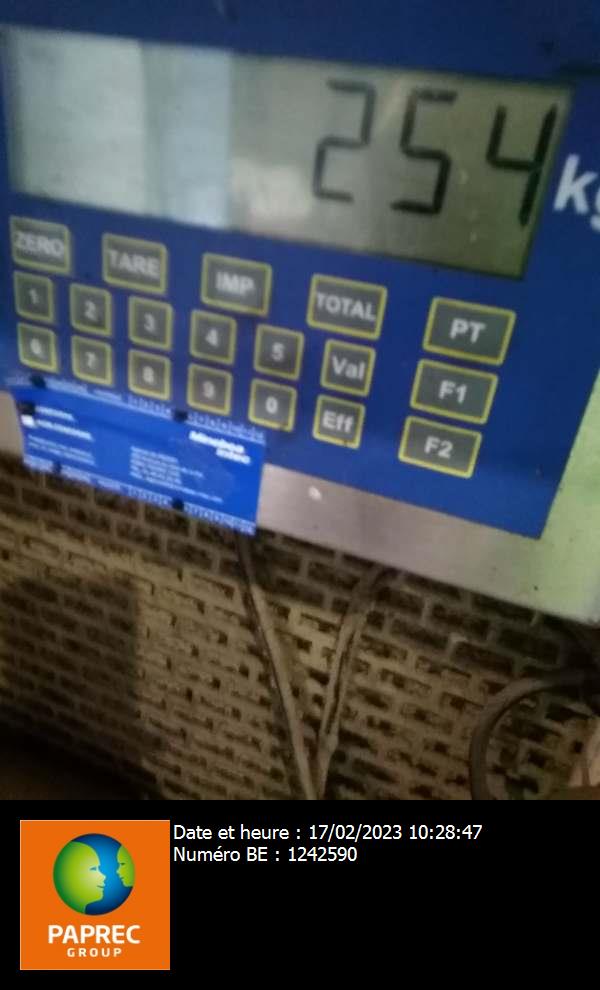 254
kg
ZERO TARE IMP TOTAL PT
1 2 3 4 5 Val F1
6 7 8 9 0 Eff F2
Date et heure : 17/02/2023 10:28:47
Numéro BE : 1242590
PAPREC
GROUP